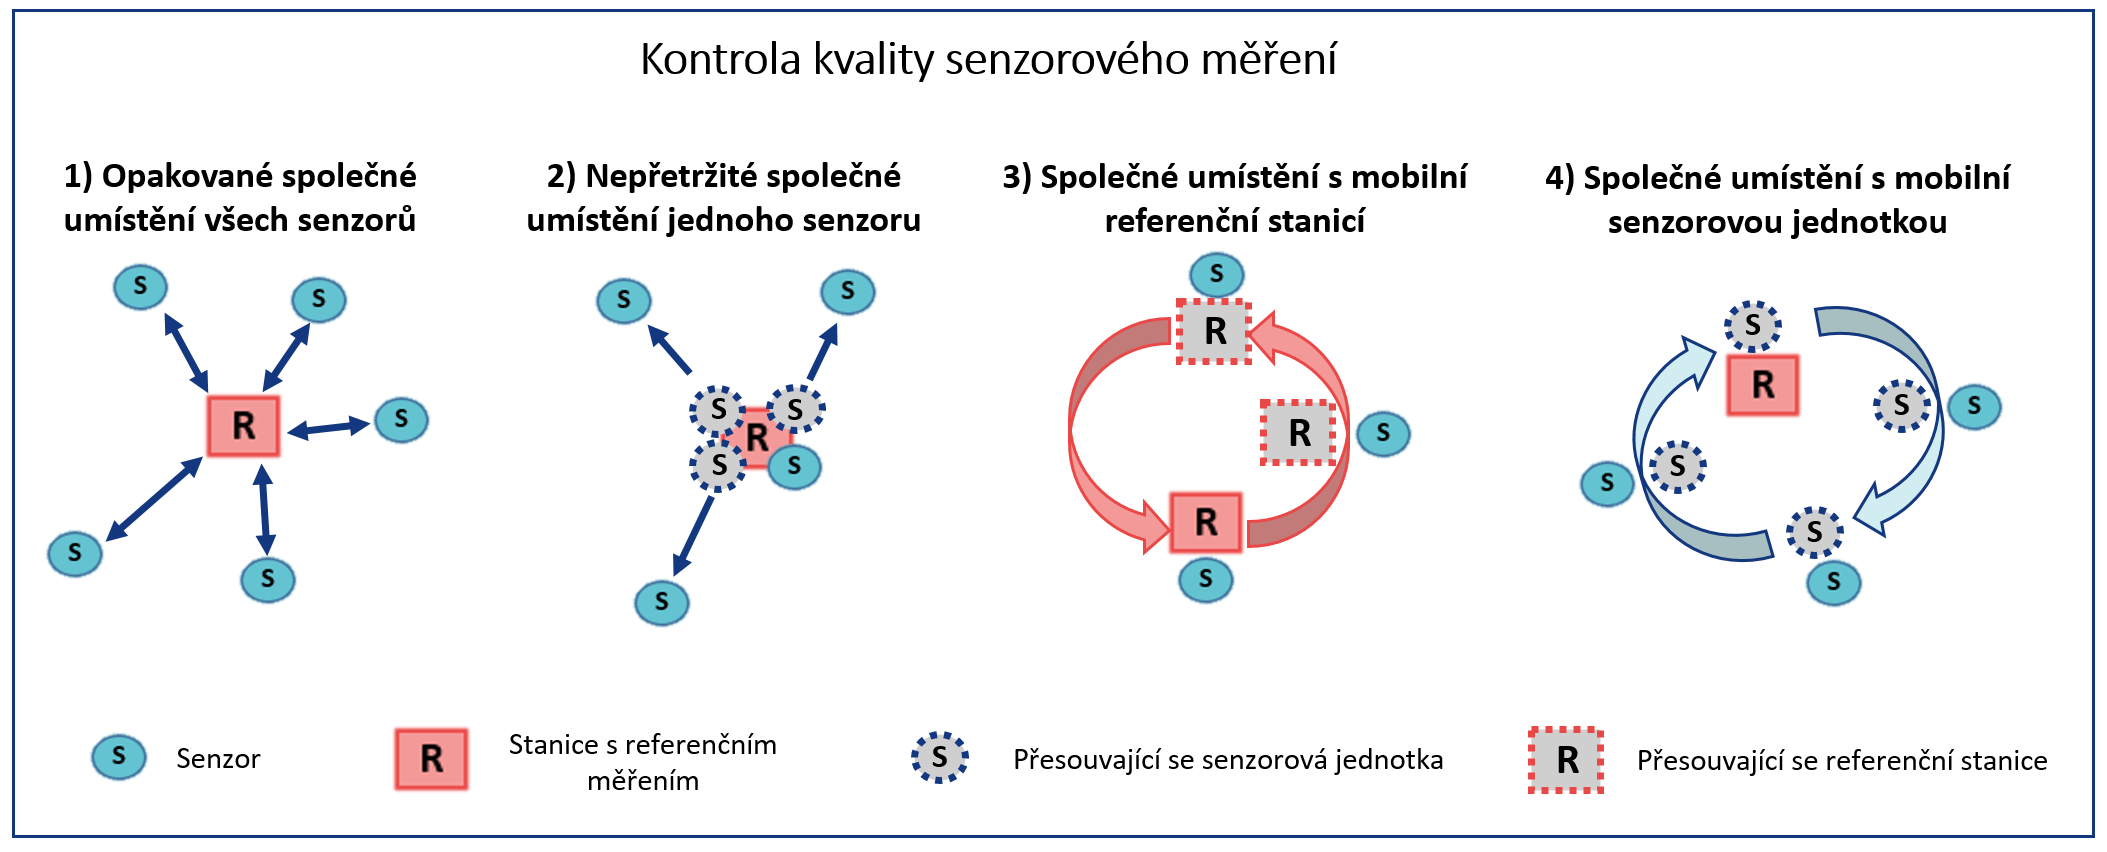 Kontrola kvality senzorového měření
1) Opakované společné
umístění všech senzorů
S
S
R
S
S
S
2) Nepřetržité společné
umístění jednoho senzoru
S
S
S
S
R
S
S
S
3) Společné umístění s mobilní
referenční stanicí
S
R
R
S
R
S
4) Společné umístění s mobilní
senzorovou jednotkou
S
R
S
S
S
S
S
S
S
Senzor
R
Stanice s referenčním
měřením
S
Přesouvající se senzorová jednotka
R
Přesouvající se referenční stanice